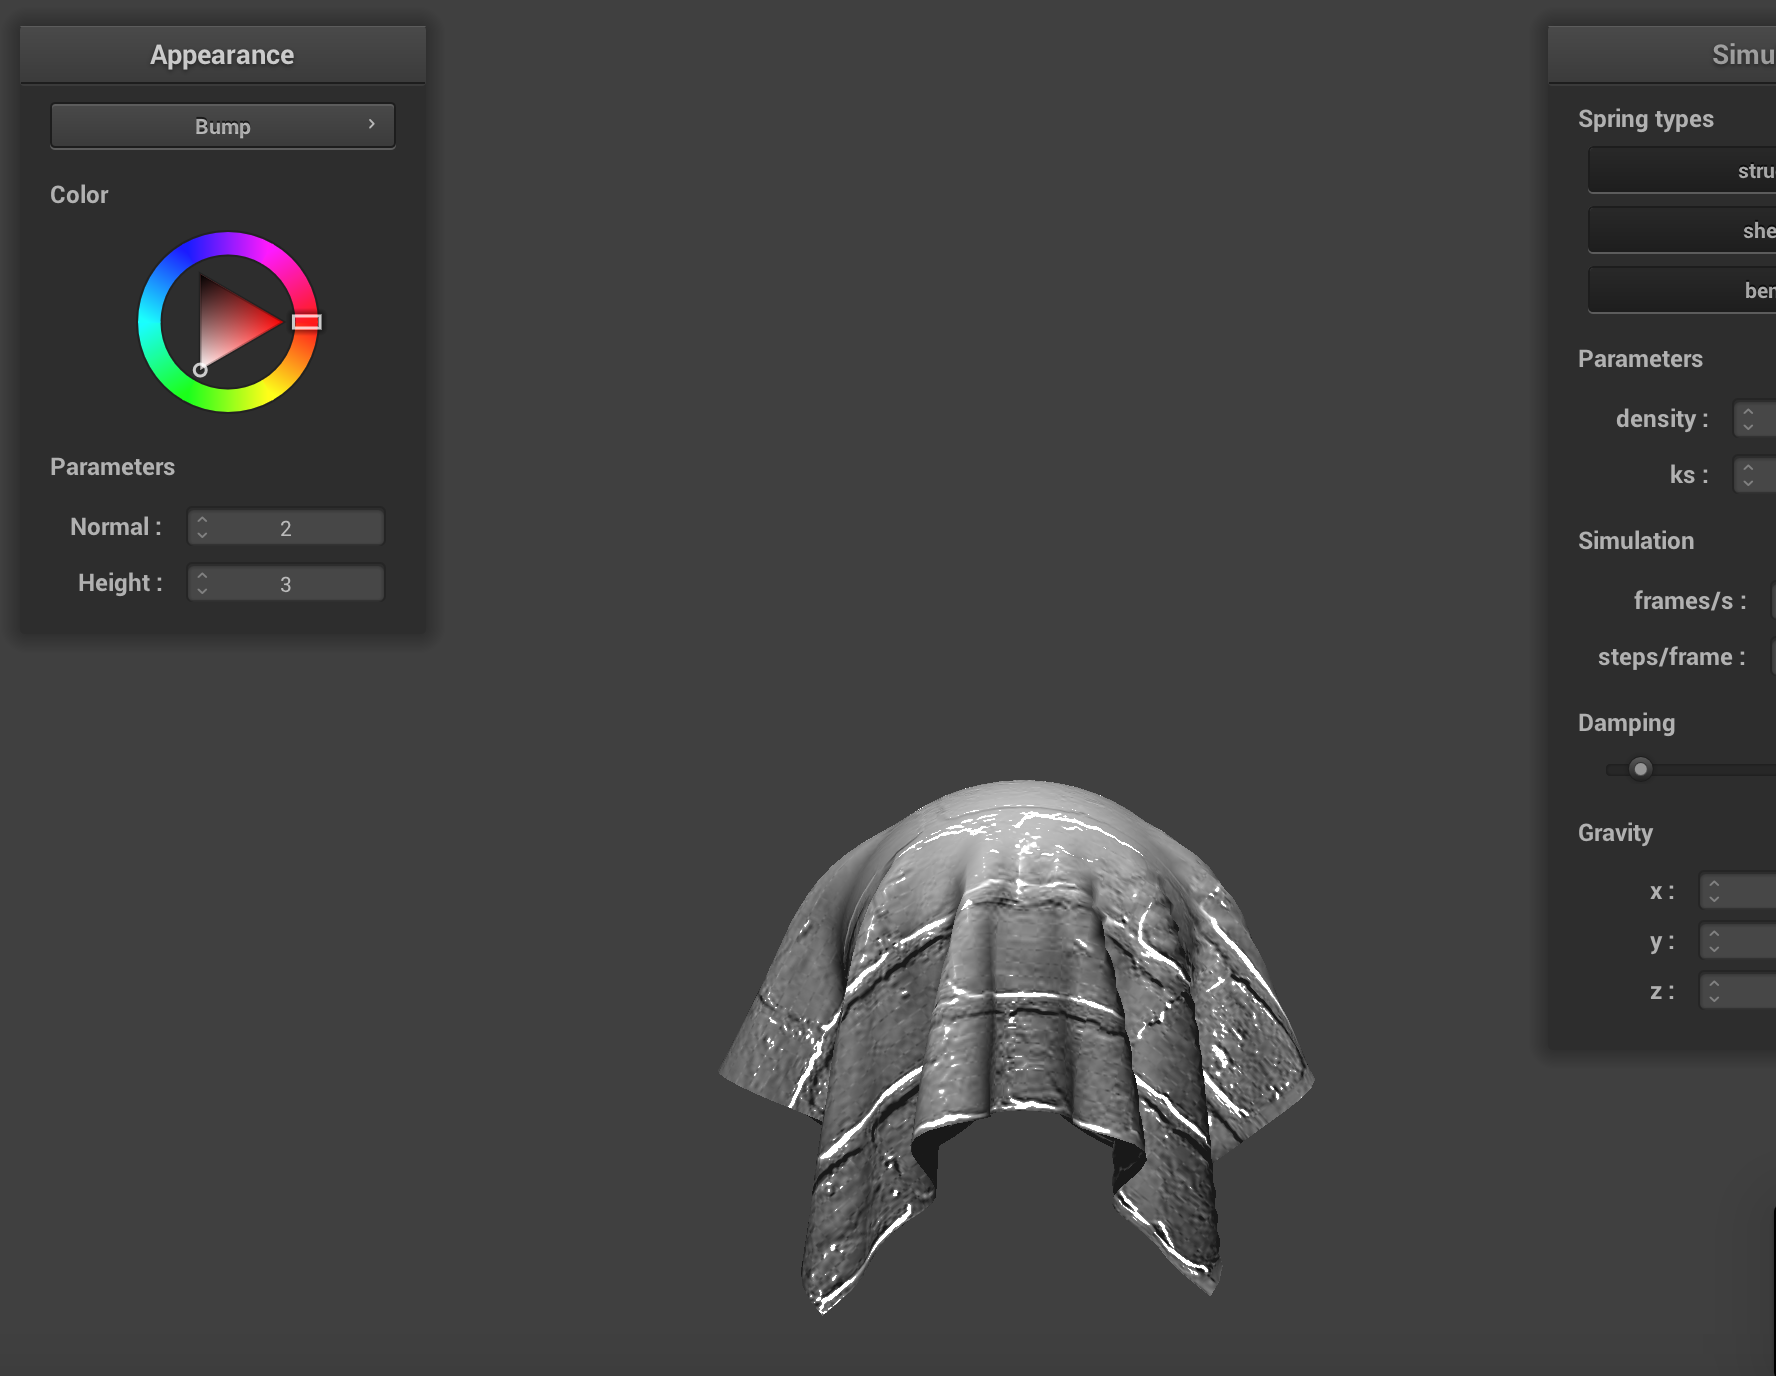 Appearance
Bump
Color
Parameters
Normal :
2
Height :
3
Simu
Spring types
stru
she
ben
Parameters
density :
ks :
Simulation
frames/s :
steps/frame :
Damping
Gravity
x :
y :
z :